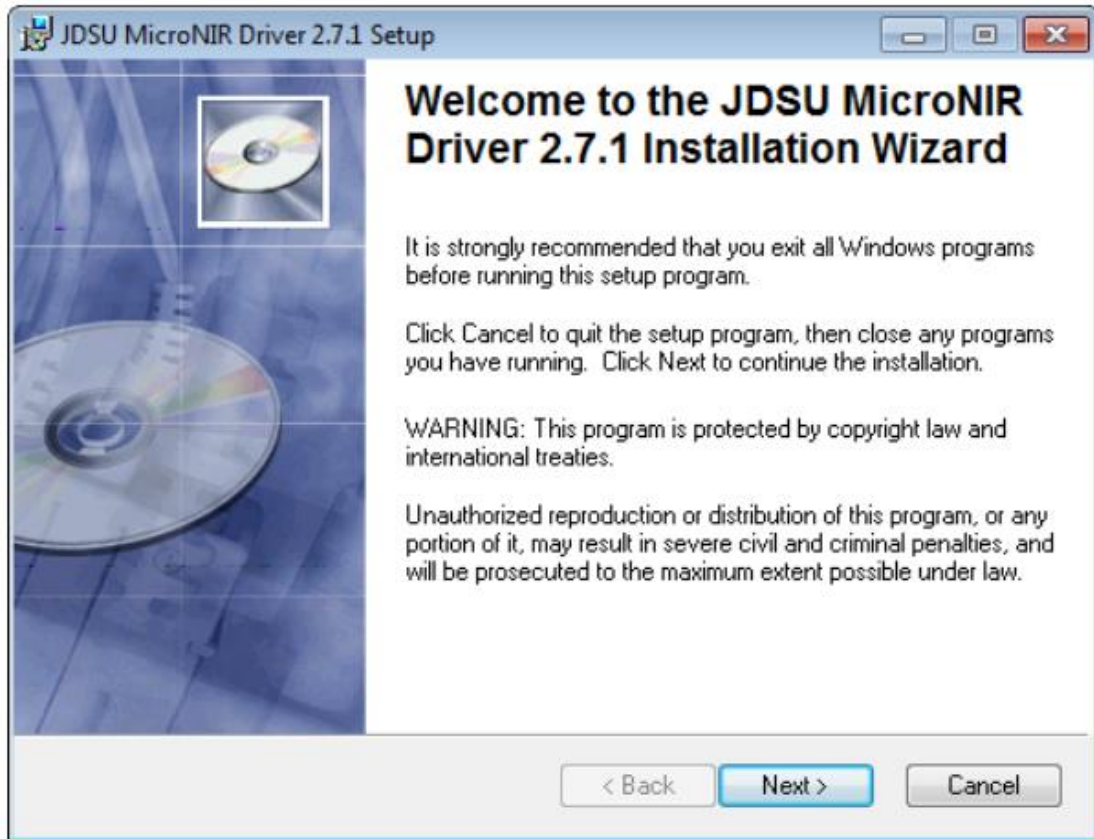 JDSU MicroNIR Driver 2.7.1 Setup
Welcome to the JDSU MicroNIR
Driver 2.7.1 Installation Wizard
It is strongly recommended that you exit all Windows programs
before running this setup program.
Click Cancel to quit the setup program, then close any programs
you have running.  Click Next to continue the installation.
WARNING: This program is protected by copyright law and
international treaties.
Unauthorized reproduction or distribution of this program, or any
portion of it, may result in severe civil and criminal penalties, and
will be prosecuted to the maximum extent possible under law.
< Back Next > Cancel